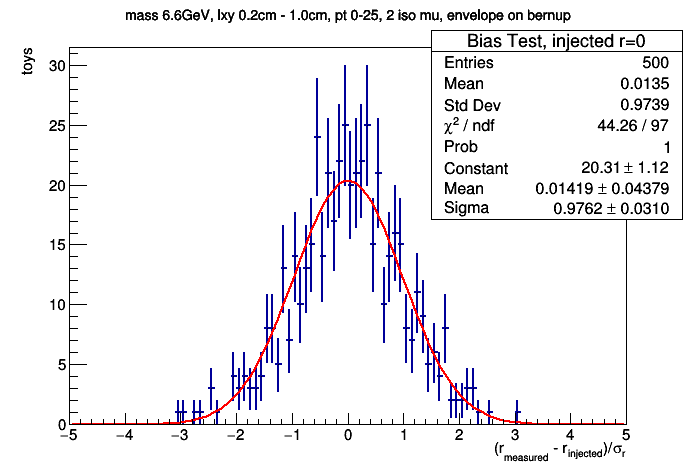 mass 6.6GeV, lxy 0.2cm - 1.0cm, pt 0-25, 2 iso mu, envelope on bernup
Bias Test, injected r=0
Entries 500
Mean 0.0135
Std Dev 0.9739
χ² / ndf 44.26 / 97
Prob 1
Constant 20.31 ± 1.12
Mean 0.01419 ± 0.04379
Sigma 0.9762 ± 0.0310
toys
30
25
20
15
10
5
0
−5 −4 −3 −2 −1 0 1 2 3 4 5
(r_measured - r_injected)/σ_r